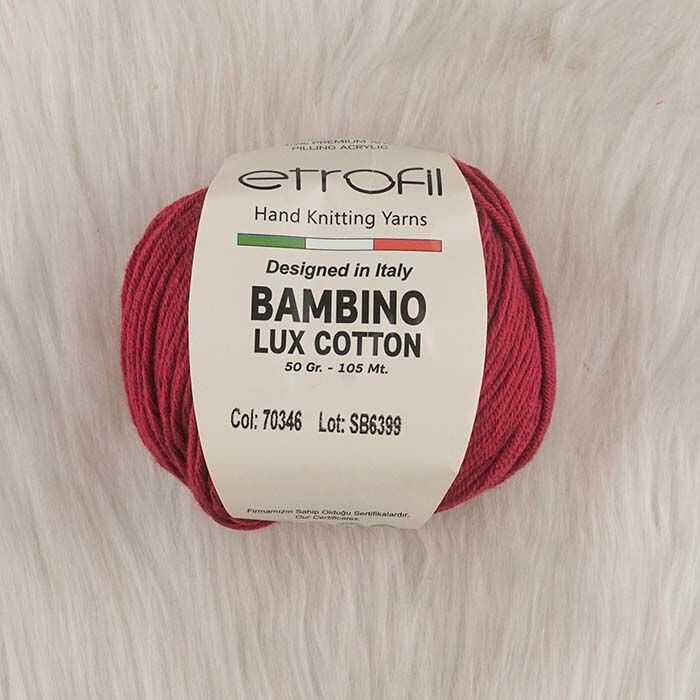 PREMIUM
PILLING ACRYLIC
etrofil
Hand Knitting Yarns
Designed in Italy
BAMBINO
LUX COTTON
50 Gr. - 105 Mt.
Col: 70346 Lot: SB6399
Firmamızın Sahip Olduğu Sertifikalardır.
Our Certificates.